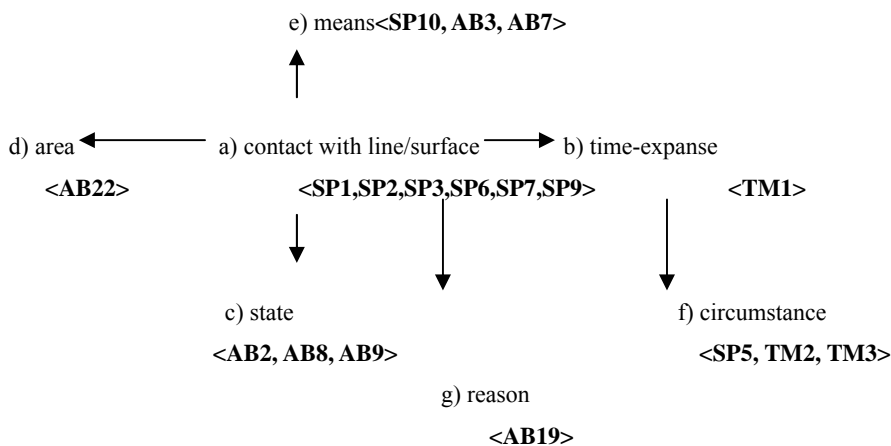 e) means<SP10, AB3, AB7>
d) area a) contact with line/surface b) time-expanse
<AB22> <SP1,SP2,SP3,SP6,SP7,SP9> <TM1>
c) state f) circumstance
<AB2, AB8, AB9> <SP5, TM2, TM3>
g) reason
<AB19>